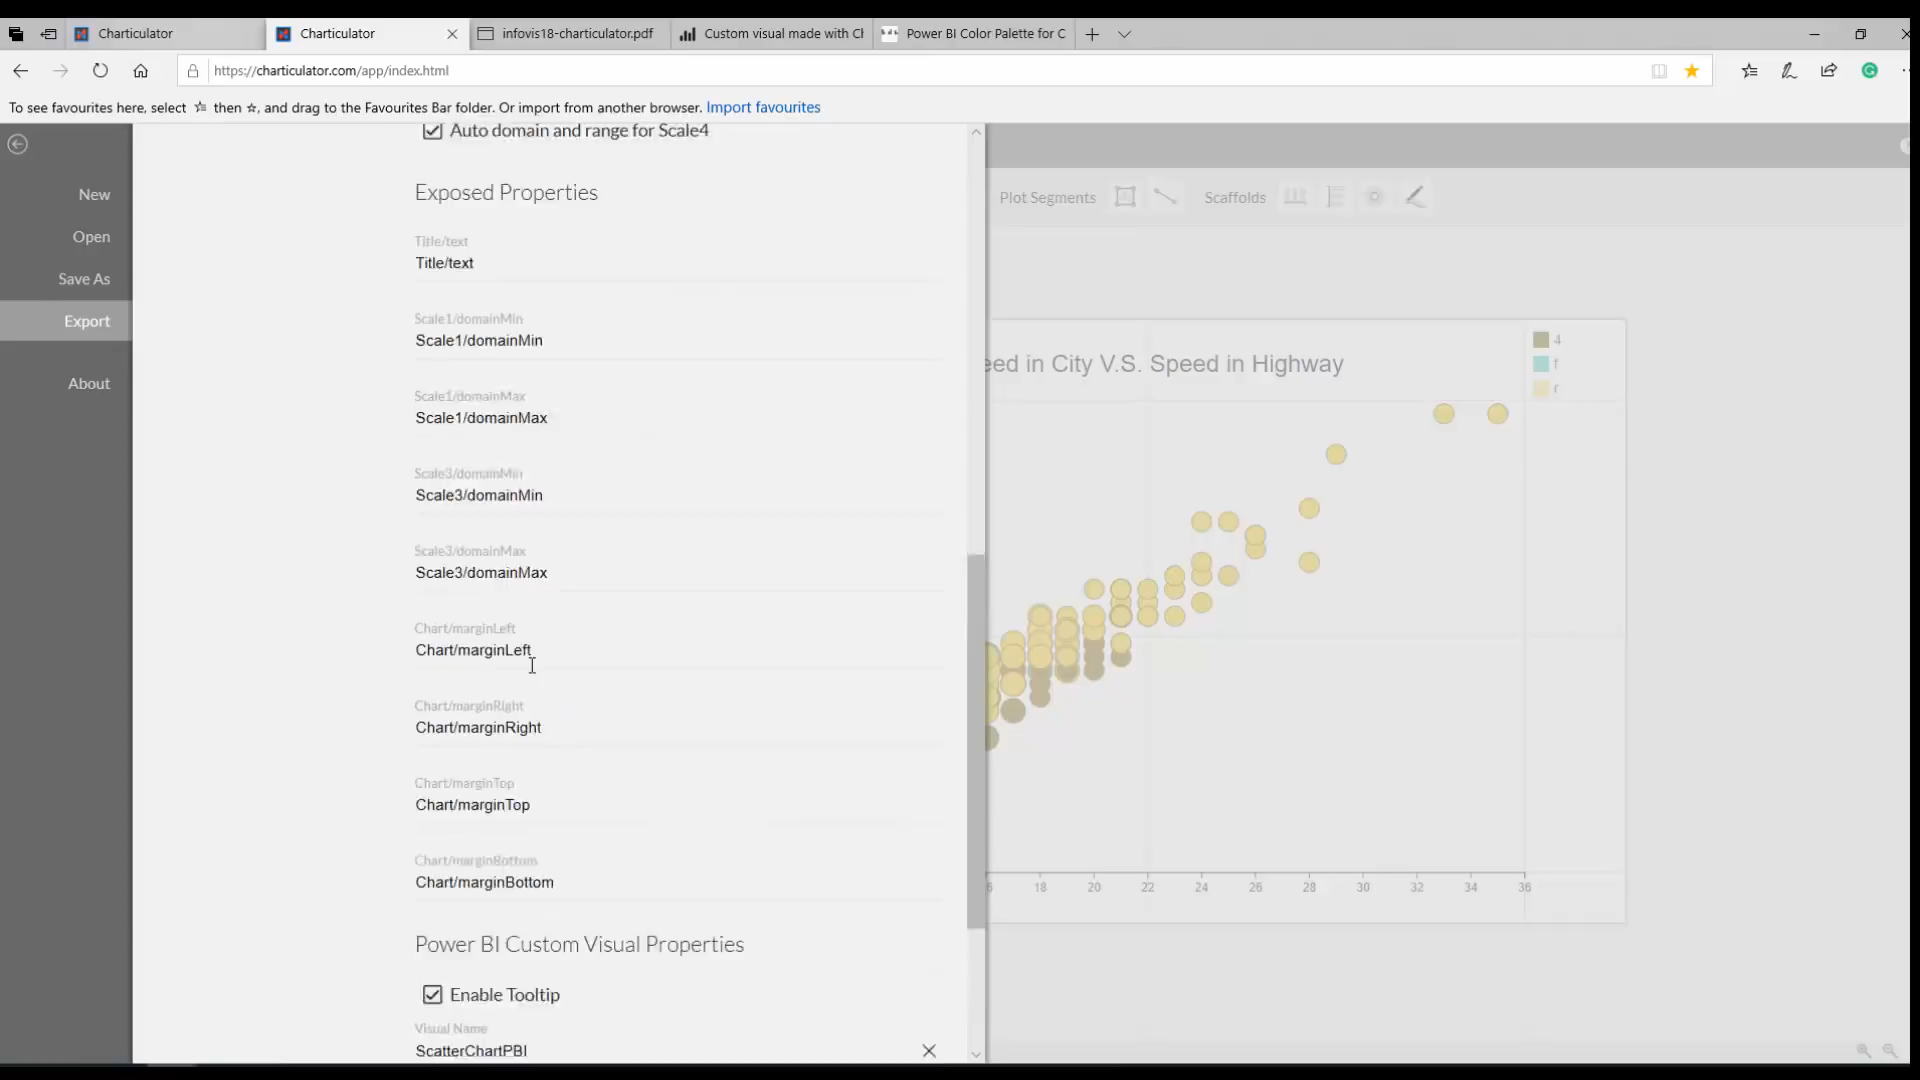 Charticulator
Charticulator
infovis18-charticulator.pdf
Custom visual made with Ch
Power BI Color Palette for C
https://charticulator.com/app/index.html
To see favourites here, select then ☆, and drag to the Favourites Bar folder. Or import from another browser. Import favourites
Auto domain and range for Scale4
New
Open
Save As
Export
About
Exposed Properties
Title/text
Title/text
Scale1/domainMin
Scale1/domainMin
Scale1/domainMax
Scale1/domainMax
Scale3/domainMin
Scale3/domainMin
Scale3/domainMax
Scale3/domainMax
Chart/marginLeft
Chart/marginLeft
Chart/marginRight
Chart/marginRight
Chart/marginTop
Chart/marginTop
Chart/marginBottom
Chart/marginBottom
Power BI Custom Visual Properties
Enable Tooltip
Visual Name
ScatterChartPBI
Plot Segments
Scaffolds
eed in City V.S. Speed in Highway
4
f
r
6 18 20 22 24 26 28 30 32 34 36